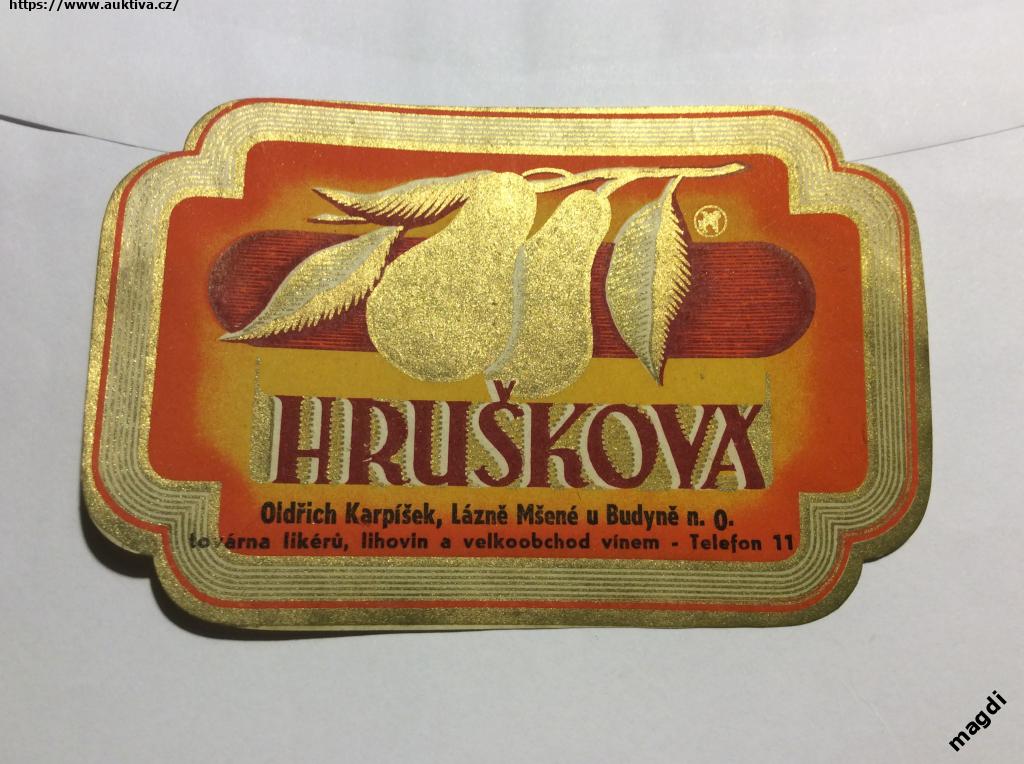 https://www.auktiva.cz/
HRUŠKOVÁ
Oldřich Karpíšek, Lázně Mšené u Budyně n. O.
továrna likérů, lihovin a velkoobchod vínem - Telefon 11
magdi